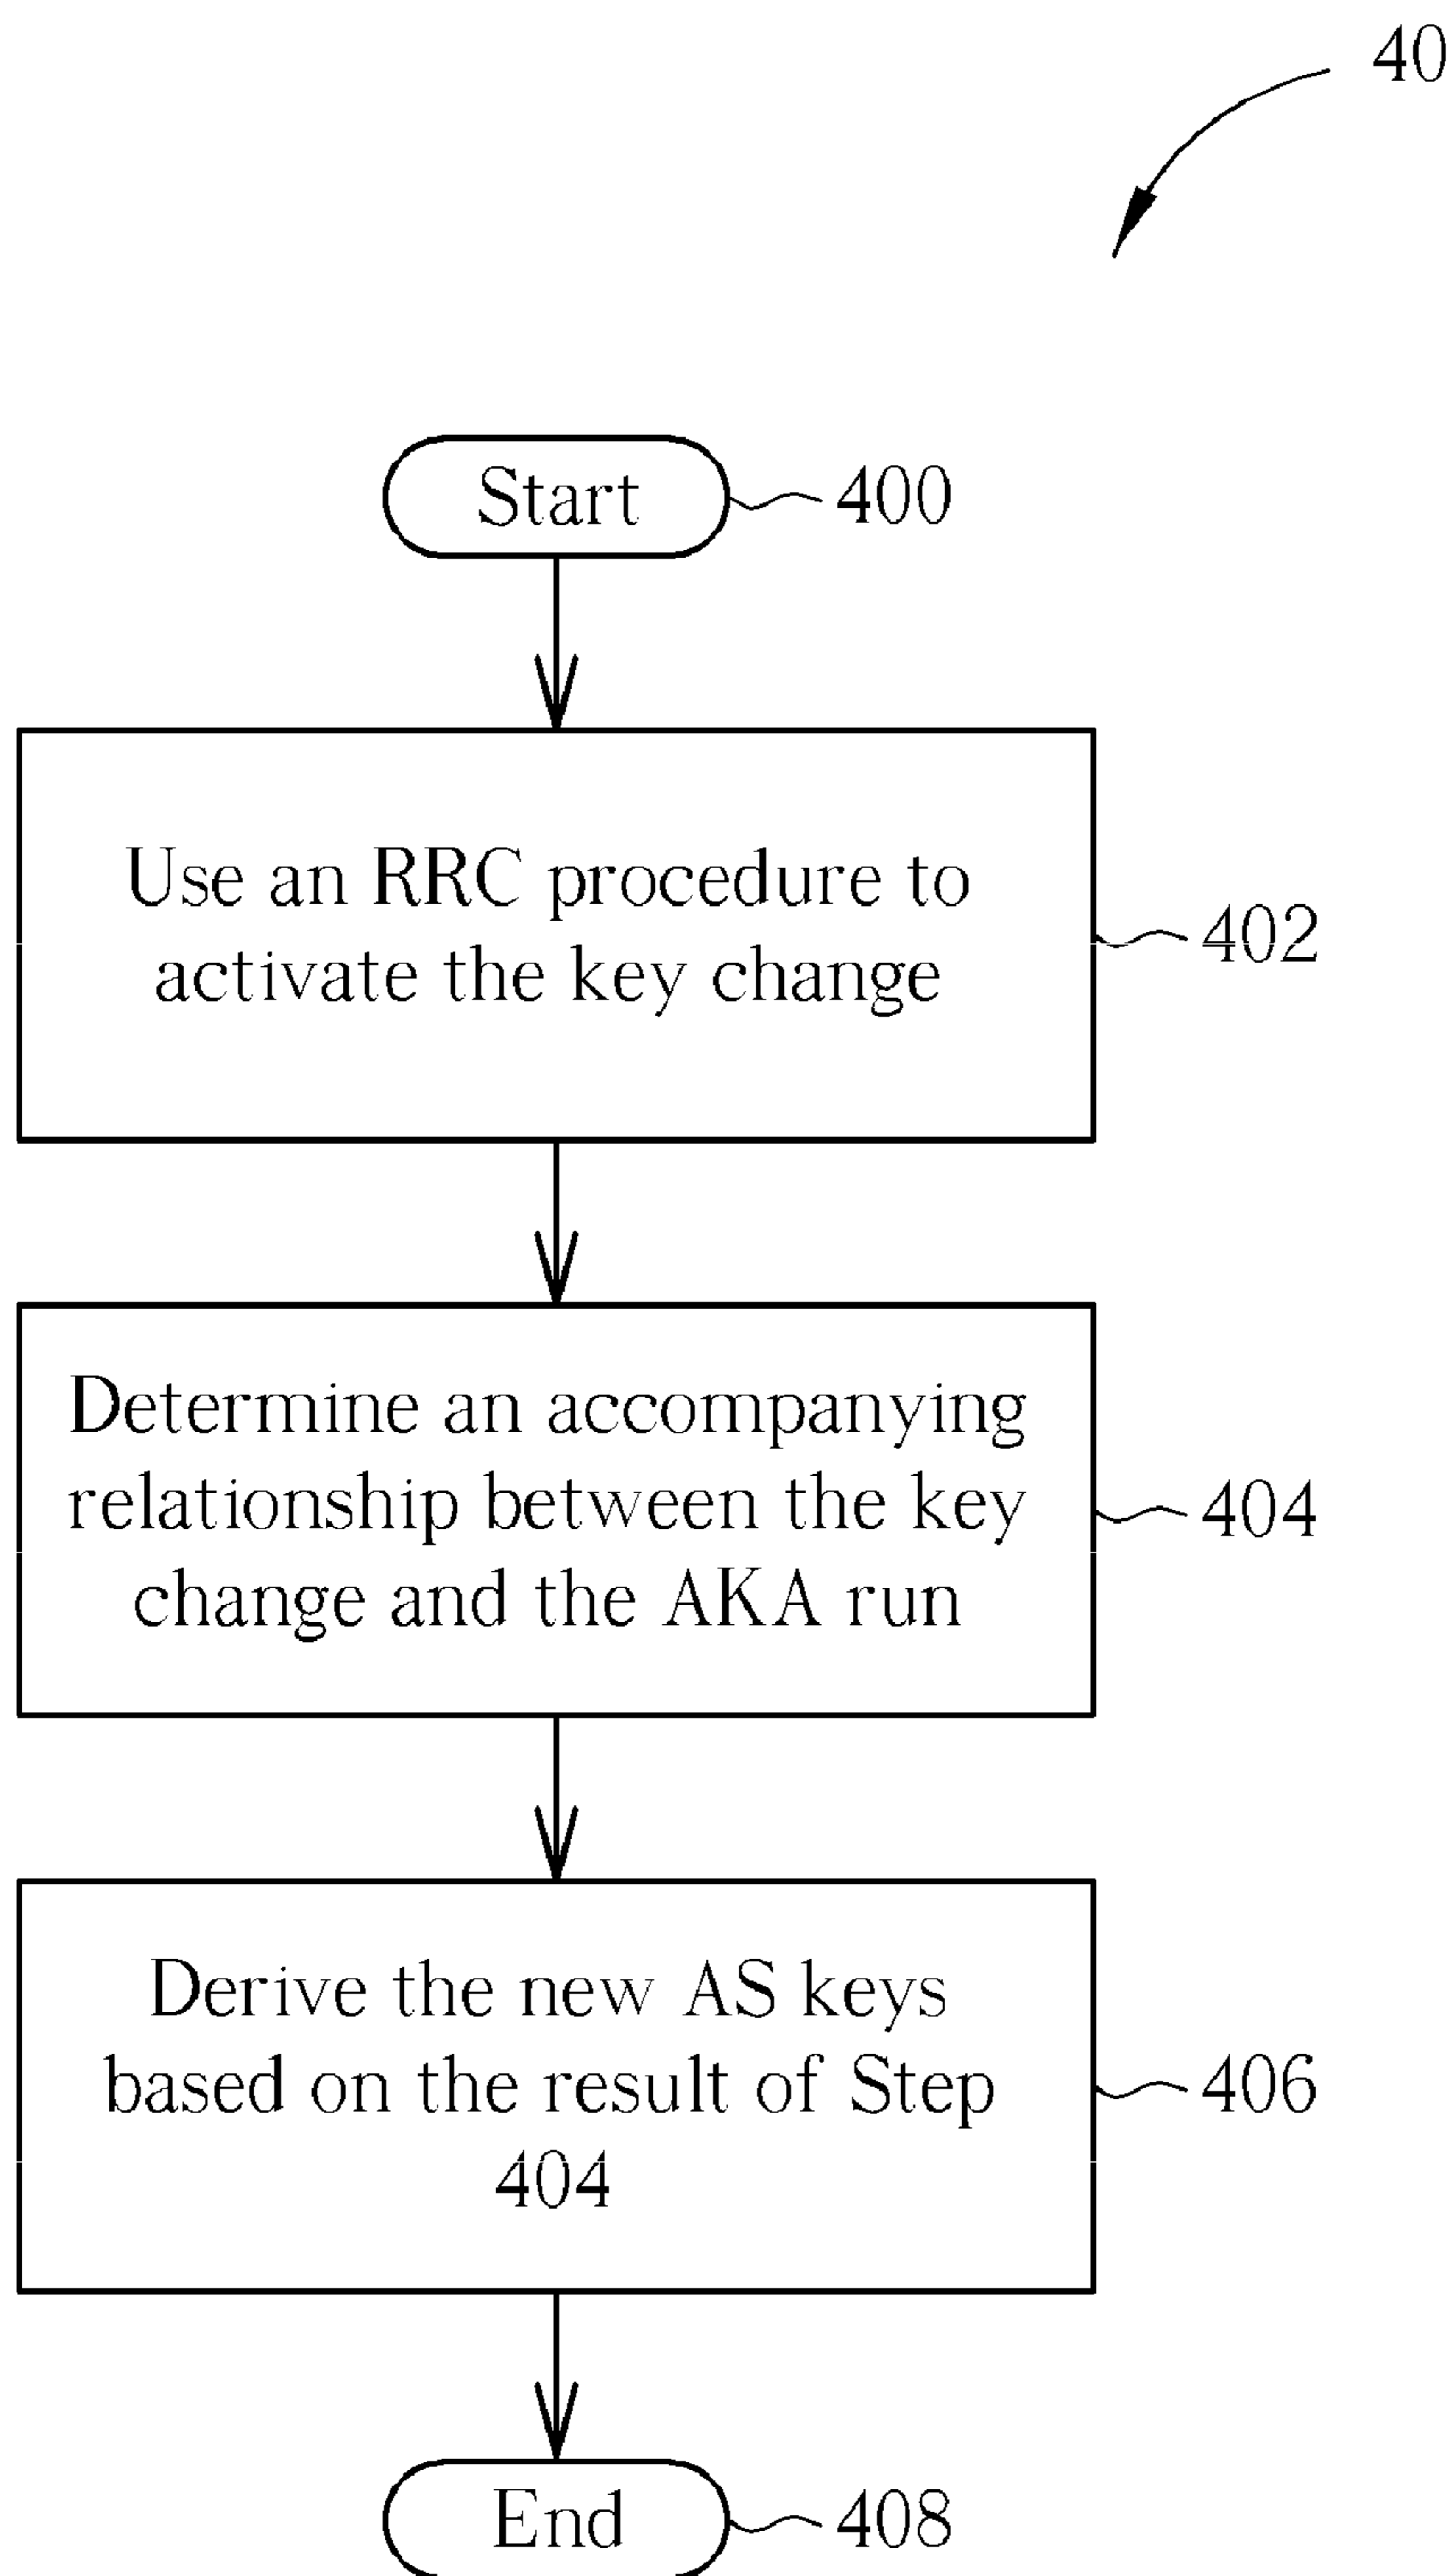 40
Start
400
Use an RRC procedure to
activate the key change
402
Determine an accompanying
relationship between the key
change and the AKA run
404
Derive the new AS keys
based on the result of Step
404
406
End
408